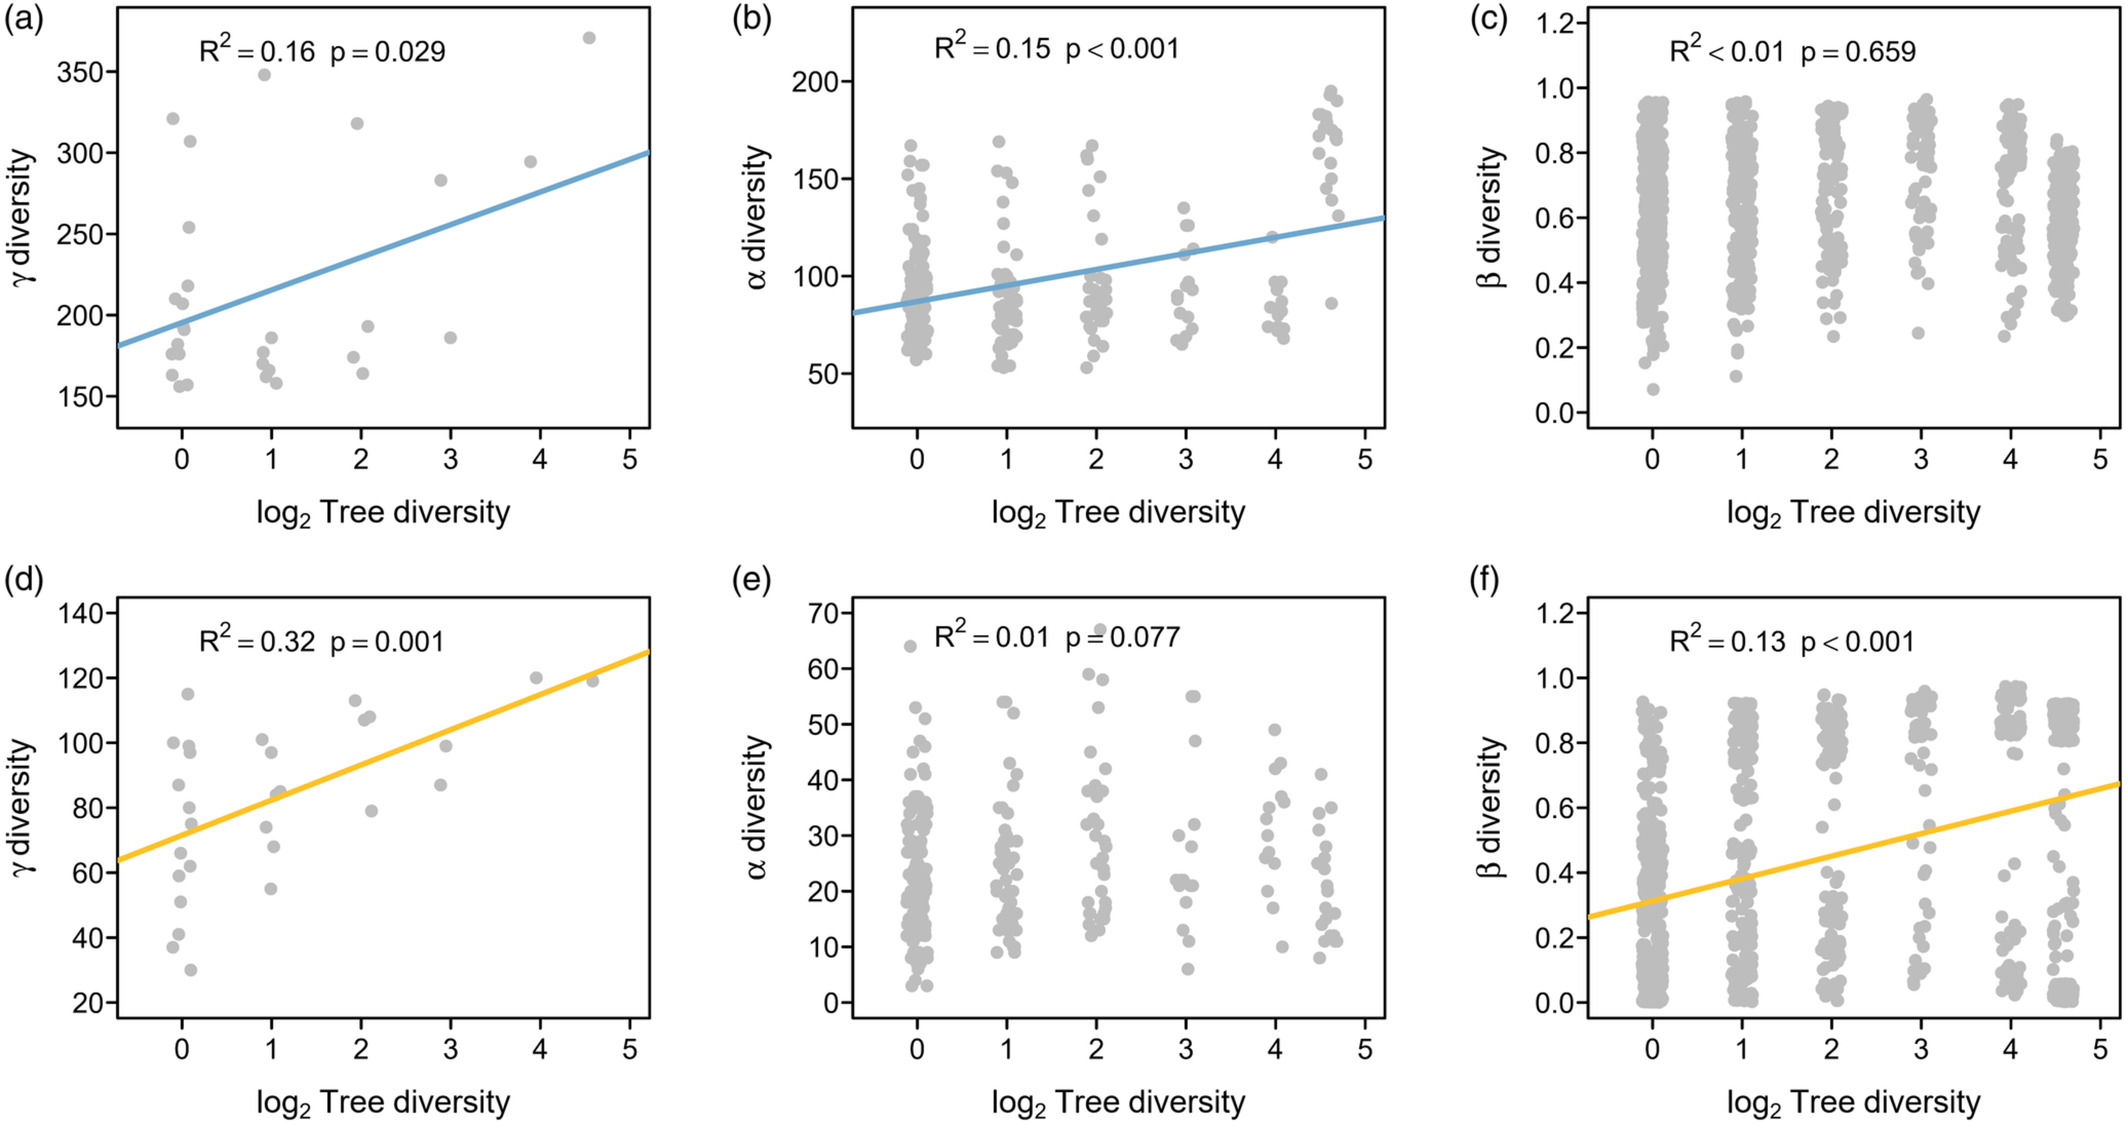 (a)
R² = 0.16 p = 0.029
γ diversity
350
300
250
200
150
0 1 2 3 4 5
log₂ Tree diversity
(b)
R² = 0.15 p < 0.001
α diversity
200
150
100
50
0 1 2 3 4 5
log₂ Tree diversity
(c)
R² < 0.01 p = 0.659
β diversity
1.2
1.0
0.8
0.6
0.4
0.2
0.0
0 1 2 3 4 5
log₂ Tree diversity
(d)
R² = 0.32 p = 0.001
γ diversity
140
120
100
80
60
40
20
0 1 2 3 4 5
log₂ Tree diversity
(e)
R² = 0.01 p = 0.077
α diversity
70
60
50
40
30
20
10
0
0 1 2 3 4 5
log₂ Tree diversity
(f)
R² = 0.13 p < 0.001
β diversity
1.2
1.0
0.8
0.6
0.4
0.2
0.0
0 1 2 3 4 5
log₂ Tree diversity